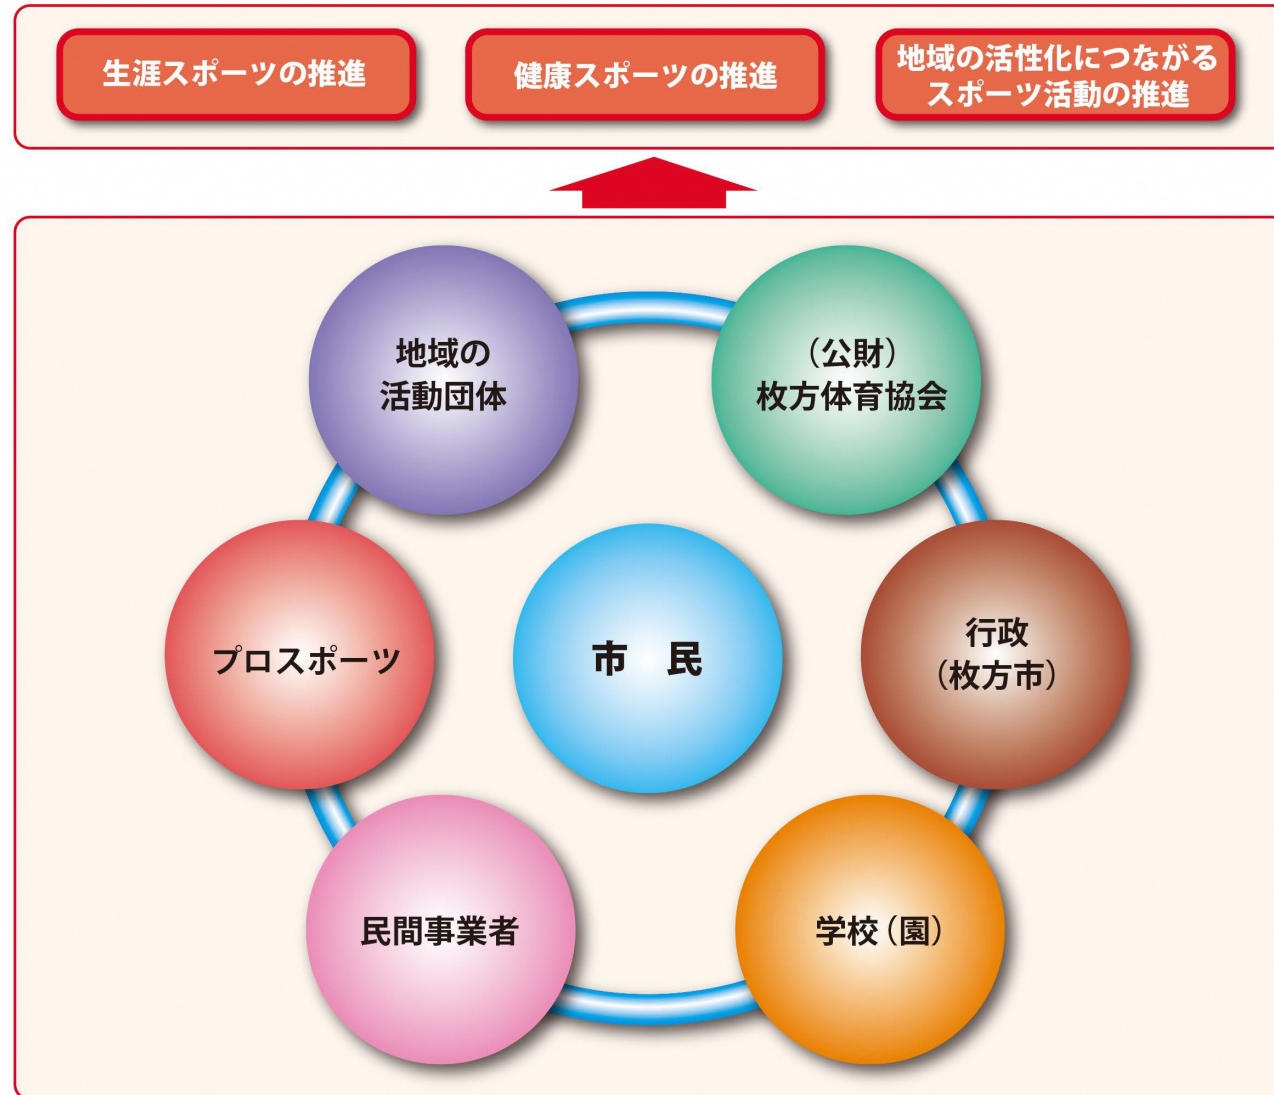 生涯スポーツの推進
健康スポーツの推進
地域の活性化につながる
スポーツ活動の推進
地域の
活動団体
（公財）
枚方体育協会
プロスポーツ
市　民
行政
（枚方市）
民間事業者
学校（園）